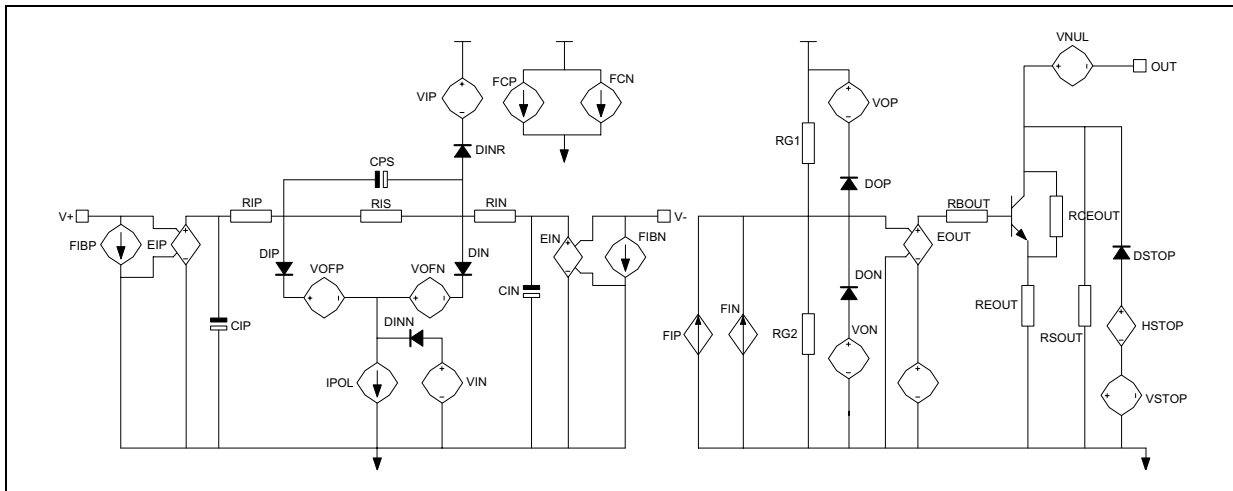 VNUL
OUT
FCP
FCN
VIP
VOP
RG1
DINR
CPS
DOP
RIP
RIS
RIN
RBOUT
V+
V-
RCEOUT
FIBP
EIP
EIN
FIBN
EOUT
DIP
DIN
DSTOP
VOFP
VOFN
DON
REOUT
CIN
HSTOP
CIP
DINN
FIP
FIN
RG2
VON
RSOUT
IPOL
VIN
VSTOP